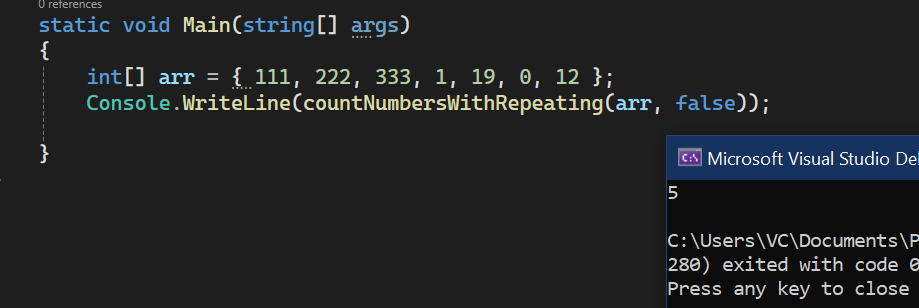 0 references
static void Main(string[] args)
{
int[] arr = { 111, 222, 333, 1, 19, 0, 12 };
Console.WriteLine(countNumbersWithRepeating(arr, false));
}
C:\ Microsoft Visual Studio De
5
C:\Users\VC\Documents\P
280) exited with code 0
Press any key to close